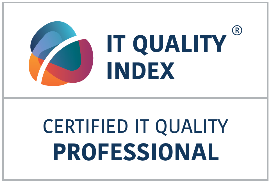 IT QUALITY ®
INDEX
CERTIFIED IT QUALITY
PROFESSIONAL